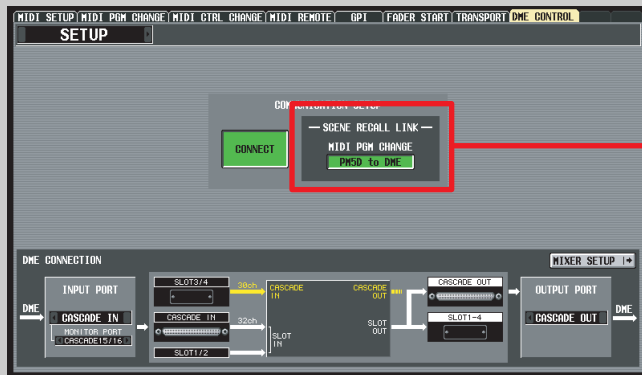 MIDI SETUP MIDI PGM CHANGE MIDI CTRL CHANGE MIDI REMOTE GPI FADER START TRANSPORT DME CONTROL
SETUP
COMMUNICATION SETUP
SCENE RECALL LINK
CONNECT
MIDI PGM CHANGE
PM5D to DME
DME CONNECTION
MIXER SETUP
INPUT PORT
SLOT3/4
30ch
CASCADE IN
CASCADE OUT
CASCADE OUT
OUTPUT PORT
DME
CASCADE IN
CASCADE IN
32ch
SLOT IN
SLOT OUT
SLOT1-4
CASCADE OUT
DME
MONITOR PORT
CASCADE15/16
SLOT1/2